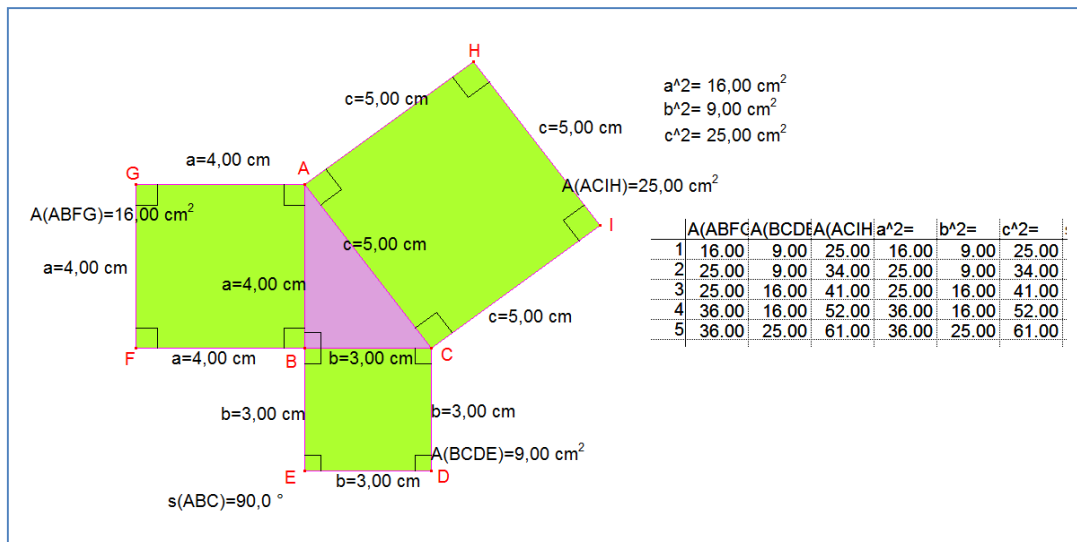 H
c=5,00 cm
a^2= 16,00 cm²
b^2= 9,00 cm²
c=5,00 cm
c^2= 25,00 cm²
a=4,00 cm
G
A
A(ACIH)=25,00 cm²
A(ABFG)=16,00 cm²
I
c=5,00 cm
a=4,00 cm
a=4,00 cm
c=5,00 cm
F
a=4,00 cm
B
b=3,00 cm
C
b=3,00 cm
b=3,00 cm
A(BCDE)=9,00 cm²
E
b=3,00 cm
D
s(ABC)=90,0 °
A(ABFG A(BCDE A(ACIH a^2= b^2= c^2= s
1 16.00 9.00 25.00 16.00 9.00 25.00
2 25.00 9.00 34.00 25.00 9.00 34.00
3 25.00 16.00 41.00 25.00 16.00 41.00
4 36.00 16.00 52.00 36.00 16.00 52.00
5 36.00 25.00 61.00 36.00 25.00 61.00